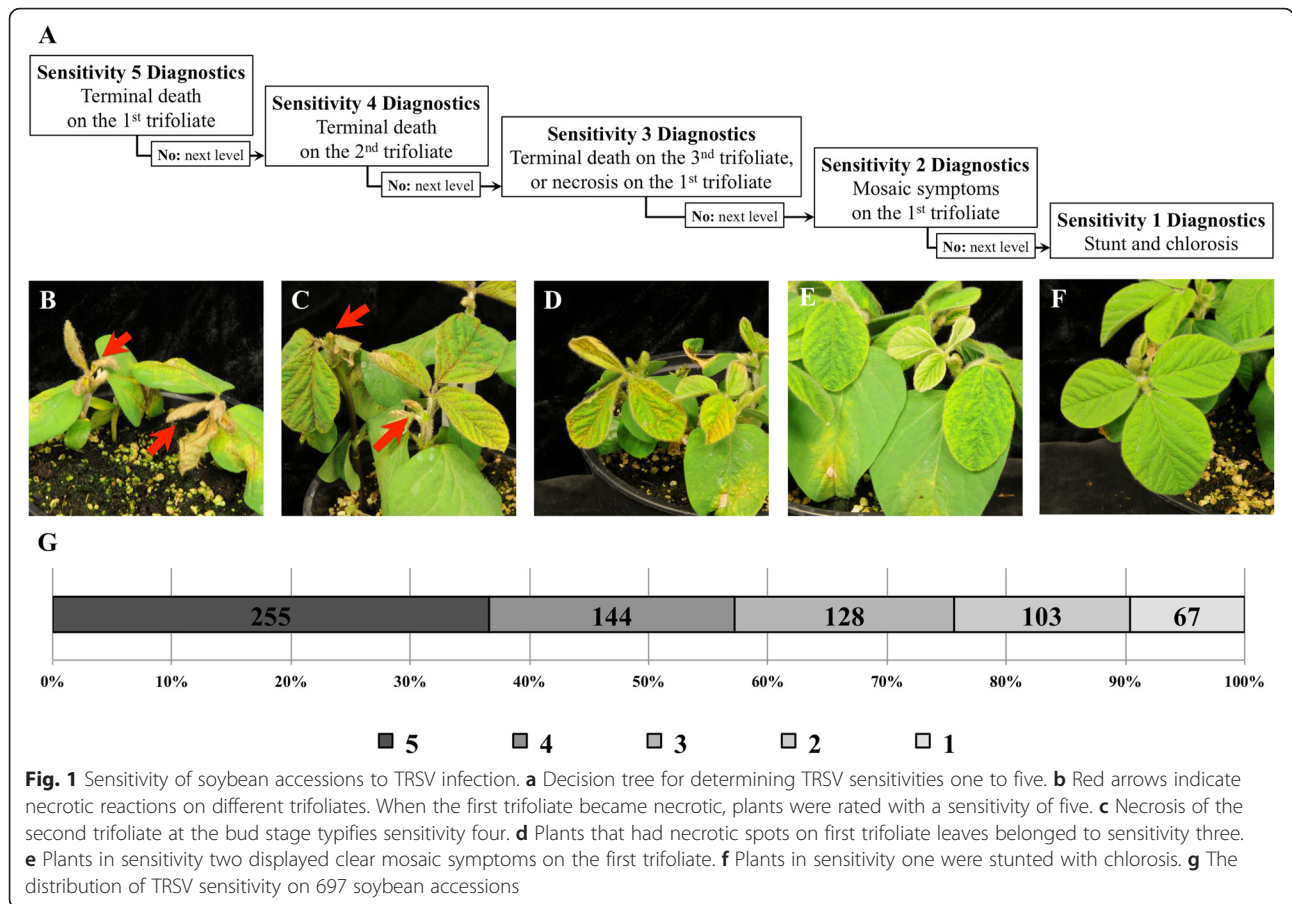 A
Sensitivity 5 Diagnostics
Terminal death
on the 1st trifoliate
No: next level
Sensitivity 4 Diagnostics
Terminal death
on the 2nd trifoliate
No: next level
Sensitivity 3 Diagnostics
Terminal death on the 3nd trifoliate,
or necrosis on the 1st trifoliate
No: next level
Sensitivity 2 Diagnostics
Mosaic symptoms
on the 1st trifoliate
No: next level
Sensitivity 1 Diagnostics
Stunt and chlorosis
B
C
D
E
F
G
255 144 128 103 67
0% 10% 20% 30% 40% 50% 60% 70% 80% 90% 100%
5 4 3 2 1
Fig. 1 Sensitivity of soybean accessions to TRSV infection. a Decision tree for determining TRSV sensitivities one to five. b Red arrows indicate
necrotic reactions on different trifoliates. When the first trifoliate became necrotic, plants were rated with a sensitivity of five. c Necrosis of the
second trifoliate at the bud stage typifies sensitivity four. d Plants that had necrotic spots on first trifoliate leaves belonged to sensitivity three.
e Plants in sensitivity two displayed clear mosaic symptoms on the first trifoliate. f Plants in sensitivity one were stunted with chlorosis. g The
distribution of TRSV sensitivity on 697 soybean accessions